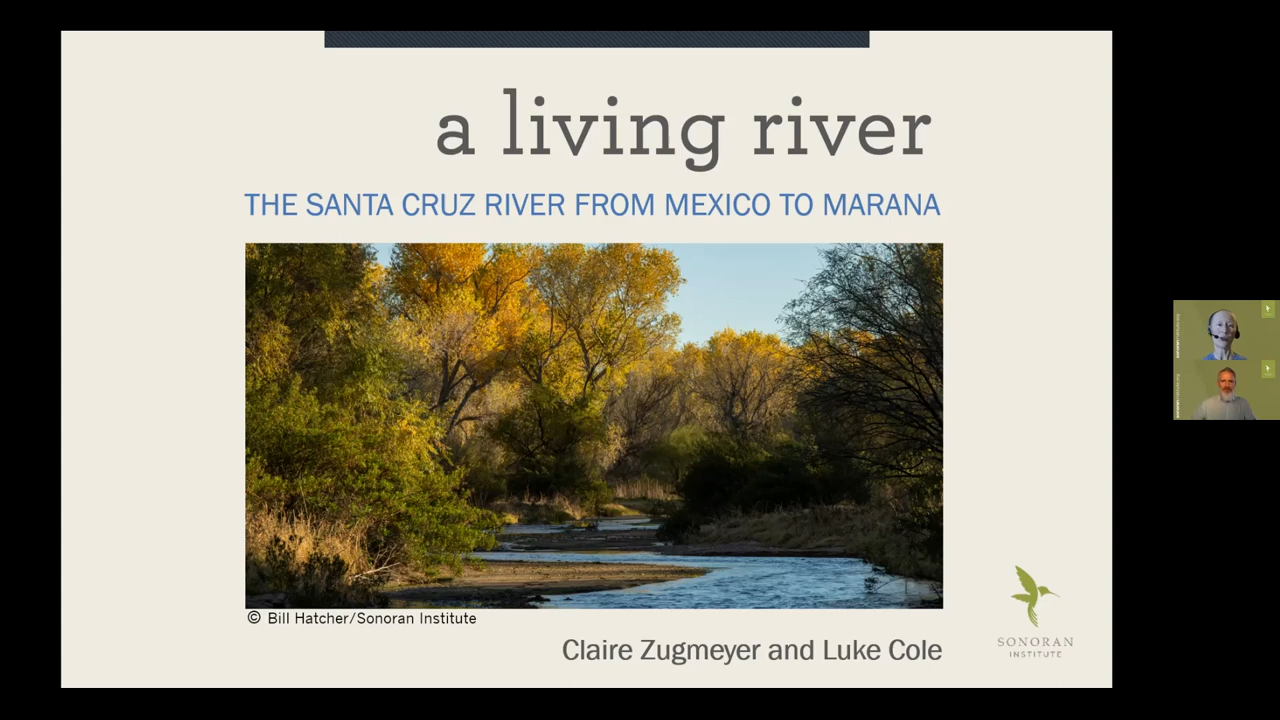 a living river
THE SANTA CRUZ RIVER FROM MEXICO TO MARANA
© Bill Hatcher/Sonoran Institute
Claire Zugmeyer and Luke Cole
SONORAN
INSTITUTE